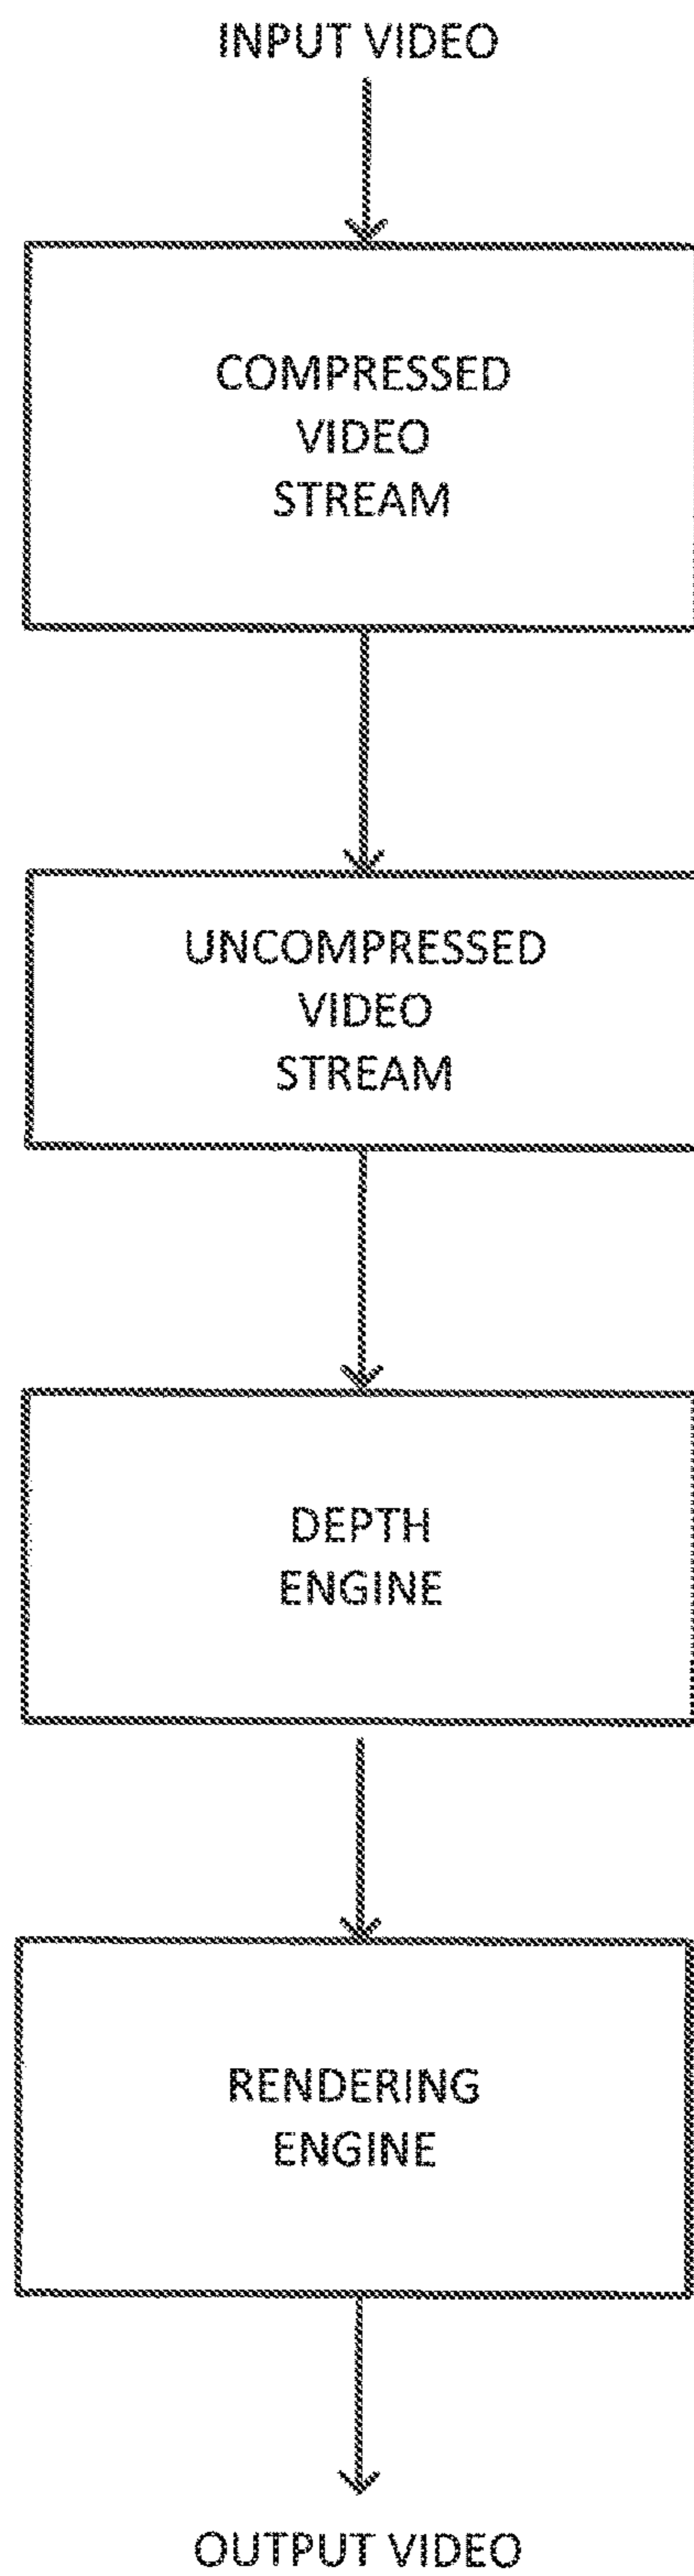 INPUT VIDEO
COMPRESSED
VIDEO
STREAM
UNCOMPRESSED
VIDEO
STREAM
DEPTH
ENGINE
RENDERING
ENGINE
OUTPUT VIDEO